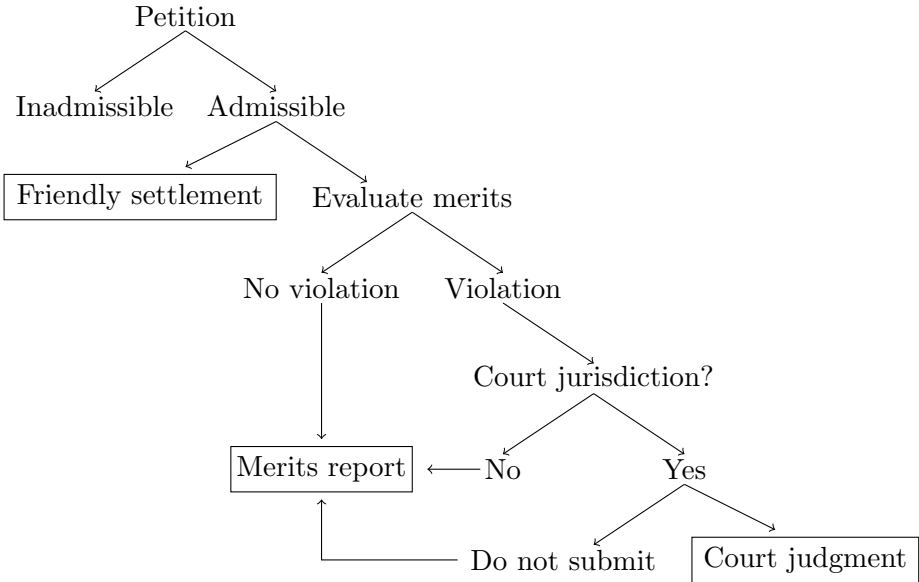 Petition
Inadmissible
Admissible
Friendly settlement
Evaluate merits
No violation
Violation
Court jurisdiction?
Merits report
No
Yes
Do not submit
Court judgment